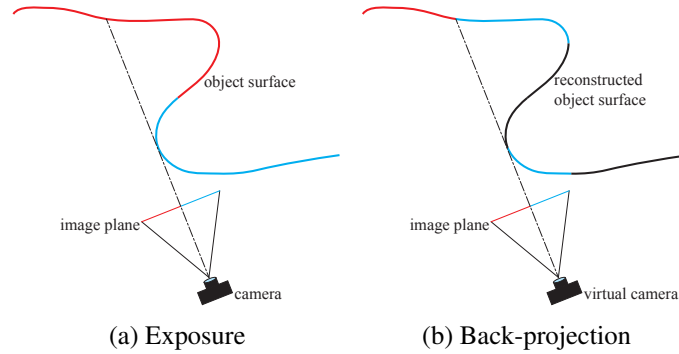 object surface
image plane
camera
(a) Exposure
reconstructed
object surface
image plane
virtual camera
(b) Back-projection